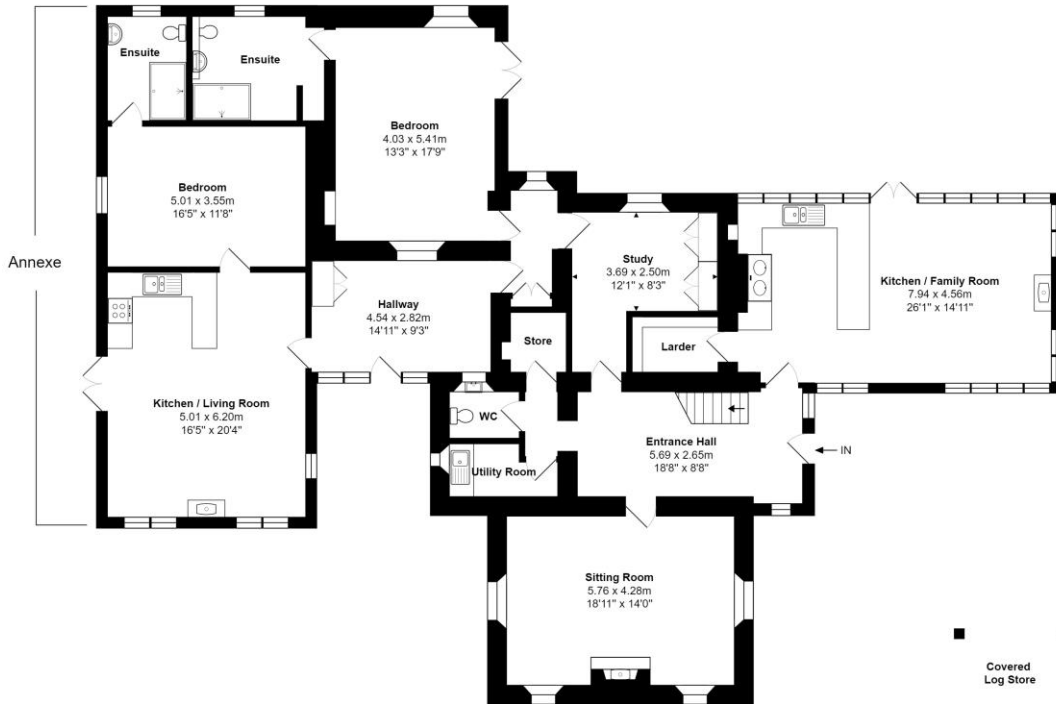 Ensuite
Ensuite
Bedroom
4.03 x 5.41m
13'3" x 17'9"
Bedroom
5.01 x 3.55m
16'5" x 11'8"
Annexe
Study
3.69 x 2.50m
12'1" x 8'3"
Kitchen / Family Room
7.94 x 4.56m
26'1" x 14'11"
Hallway
4.54 x 2.82m
14'11" x 9'3"
Store
Larder
Kitchen / Living Room
5.01 x 6.20m
16'5" x 20'4"
WC
Entrance Hall
5.69 x 2.65m
18'8" x 8'8"
IN
Utility Room
Sitting Room
5.76 x 4.28m
18'11" x 14'0"
Covered
Log Store